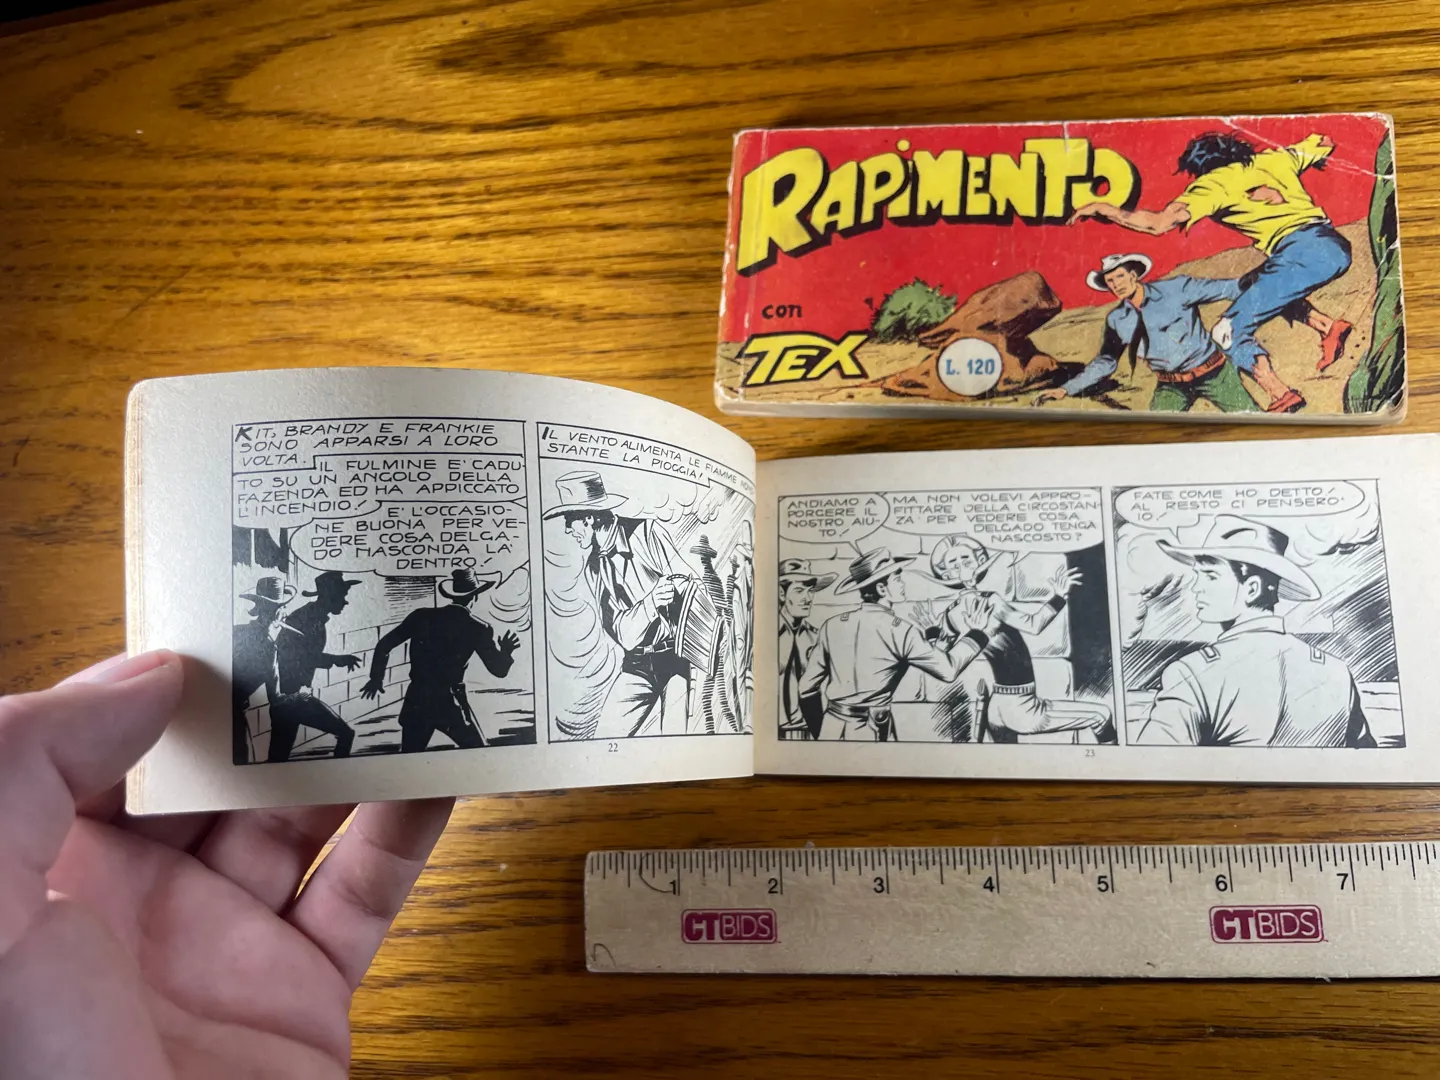 RAPIMENTO
con
TEX
L. 120
KIT, BRANDY E FRANKIE
SONO APPARSI A LORO
VOLTA.
IL FULMINE E' CADU-
TO SU UN ANGOLO DELLA
FAZENDA ED HA APPICCATO
L'INCENDIO!
E' L'OCCASIO-
NE BUONA PER VE-
DERE COSA DELGA-
DO NASCONDA LA'
DENTRO!
IL VENTO ALIMENTA LE FIAMME NONO-
STANTE LA PIOGGIA!
22
ANDIAMO A
PORGERE IL
NOSTRO AIU-
TO!
MA NON VOLEVI APPRO-
FITTARE DELLA CIRCOSTAN-
ZA PER VEDERE COSA
DELGADO TENGA
NASCOSTO?
FATE COME HO DETTO!
AL RESTO CI PENSERO'
IO!
23
1 2 3 4 5 6 7
CTBIDS
CTBIDS